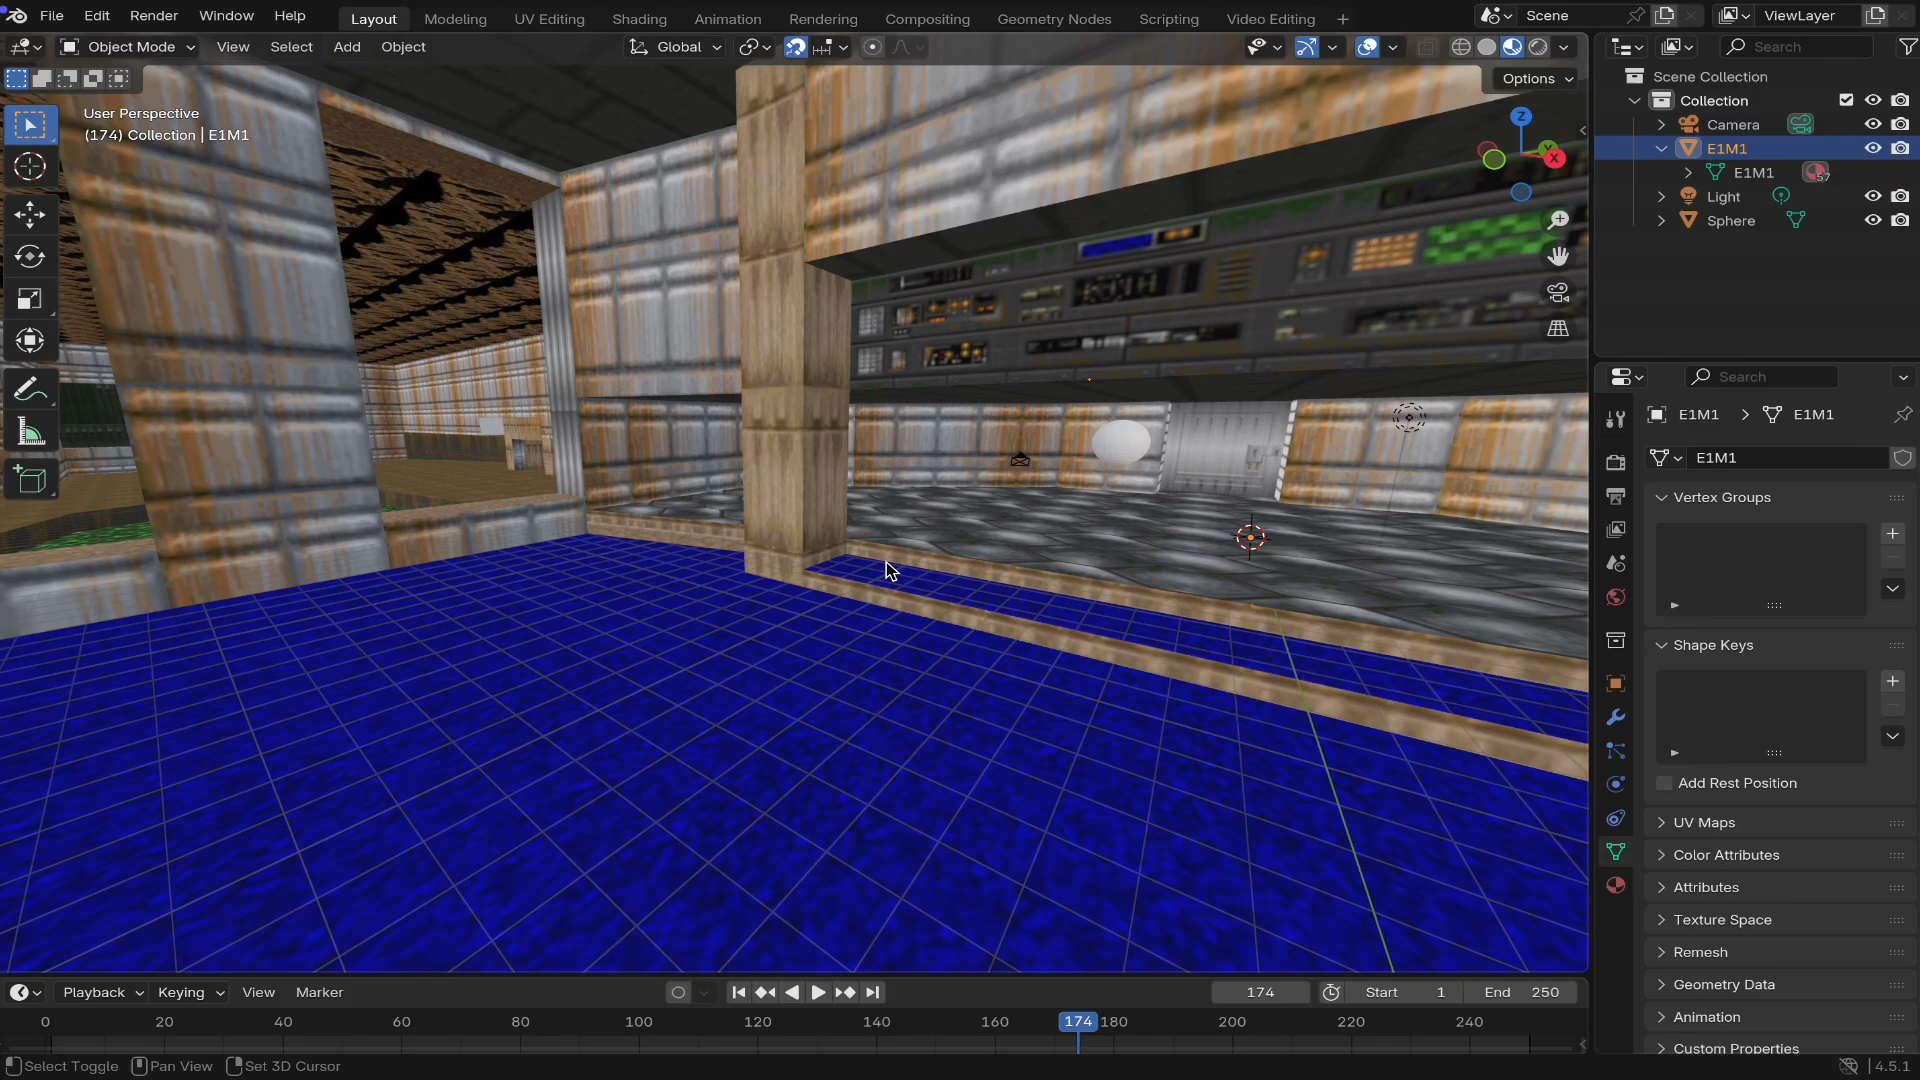 File Edit Render Window Help Layout Modeling UV Editing Sculpting Shading Animation Rendering Compositing Geometry Nodes Scripting Video Editing + Scene ViewLayer
Object Mode View Select Add Object Global Search
Options
User Perspective
(174) Collection | E1M1
Z
Y
X
Scene Collection
Collection
Camera
E1M1
E1M1 57
Light
Sphere
Search
E1M1 > E1M1
E1M1
Vertex Groups
Shape Keys
Add Rest Position
UV Maps
Color Attributes
Attributes
Texture Space
Remesh
Geometry Data
Animation
Custom Properties
Playback Keying View Marker 174 Start 1 End 250
0 20 40 60 80 100 120 140 160 174 180 200 220 240
Select Toggle Pan View Set 3D Cursor 4.5.1